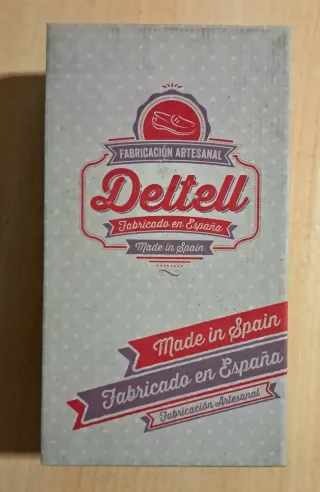 FABRICACIÓN ARTESANAL
Deltell
Fabricado en España
Made in Spain
Made in Spain
Fabricado en España
Fabricación Artesanal